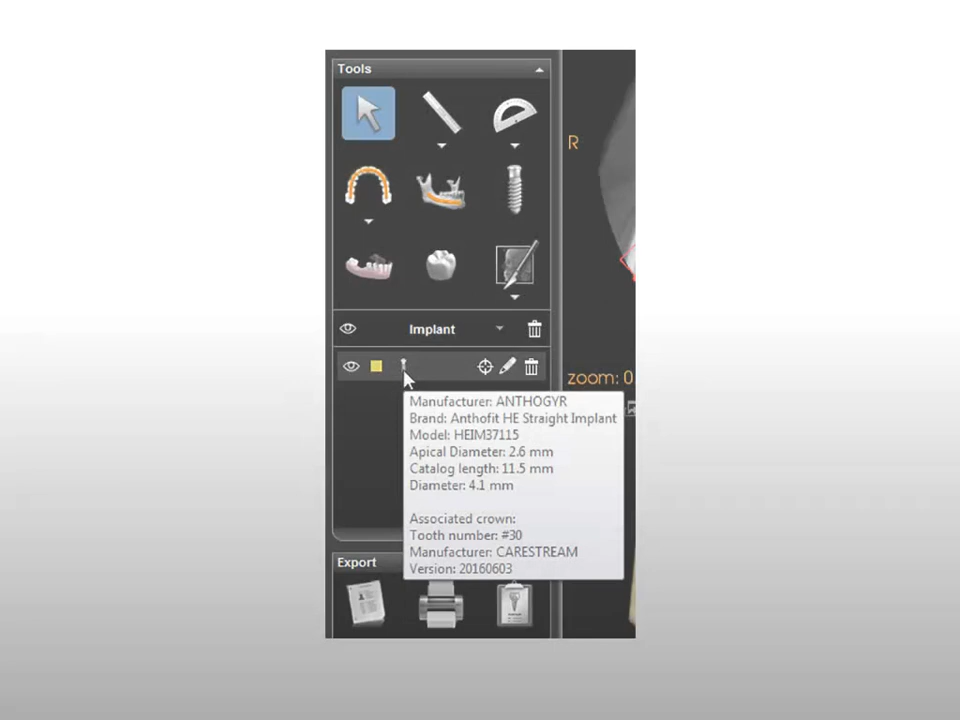 Tools
R
Implant
zoom: 0
Manufacturer: ANTHOGYR
Brand: Anthofit HE Straight Implant
Model: HEIM37115
Apical Diameter: 2.6 mm
Catalog length: 11.5 mm
Diameter: 4.1 mm
Associated crown:
Tooth number: #30
Manufacturer: CARESTREAM
Version: 20160603
Export